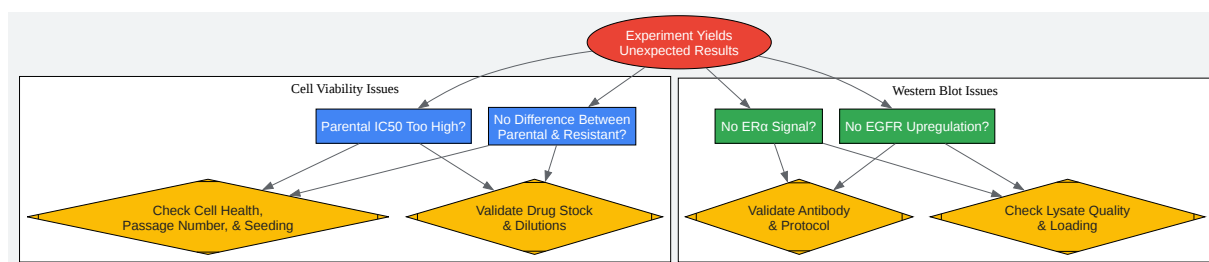 Experiment Yields
Unexpected Results
Cell Viability Issues
Western Blot Issues
Parental IC50 Too High?
No Difference Between
Parental & Resistant?
No ERα Signal?
No EGFR Upregulation?
Check Cell Health,
Passage Number, & Seeding
Validate Drug Stock
& Dilutions
Validate Antibody
& Protocol
Check Lysate Quality
& Loading